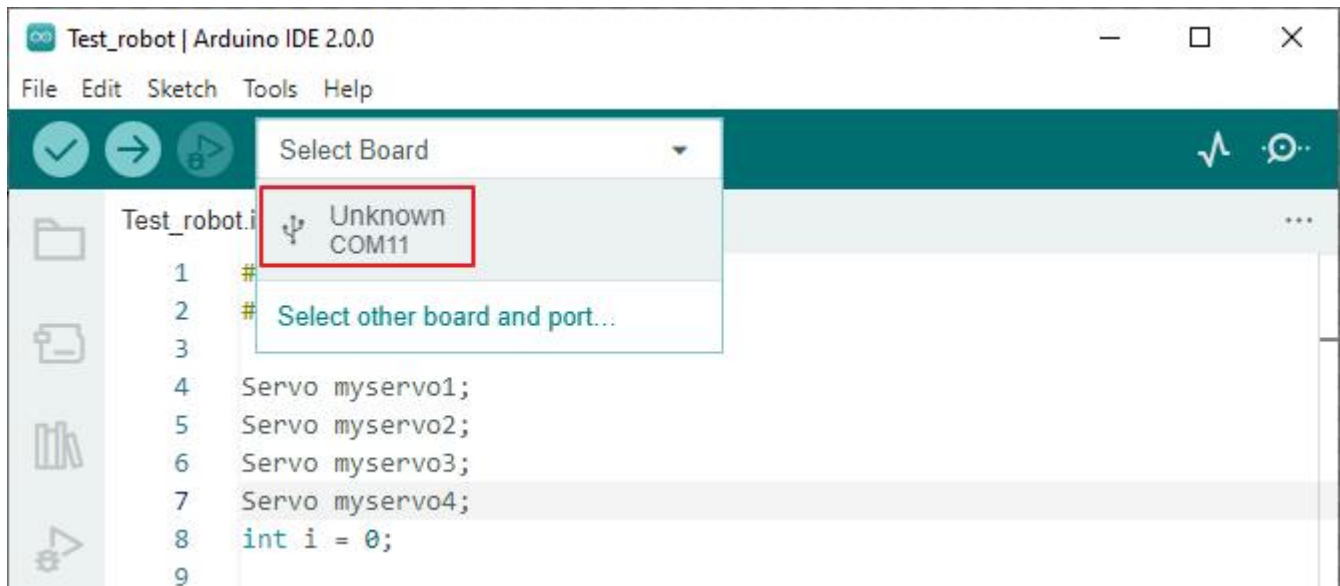 Test_robot | Arduino IDE 2.0.0
File Edit Sketch Tools Help
Select Board
Test_robot.i
Unknown
COM11
Select other board and port...
1 #
2 #
3
4 Servo myservo1;
5 Servo myservo2;
6 Servo myservo3;
7 Servo myservo4;
8 int i = 0;
9